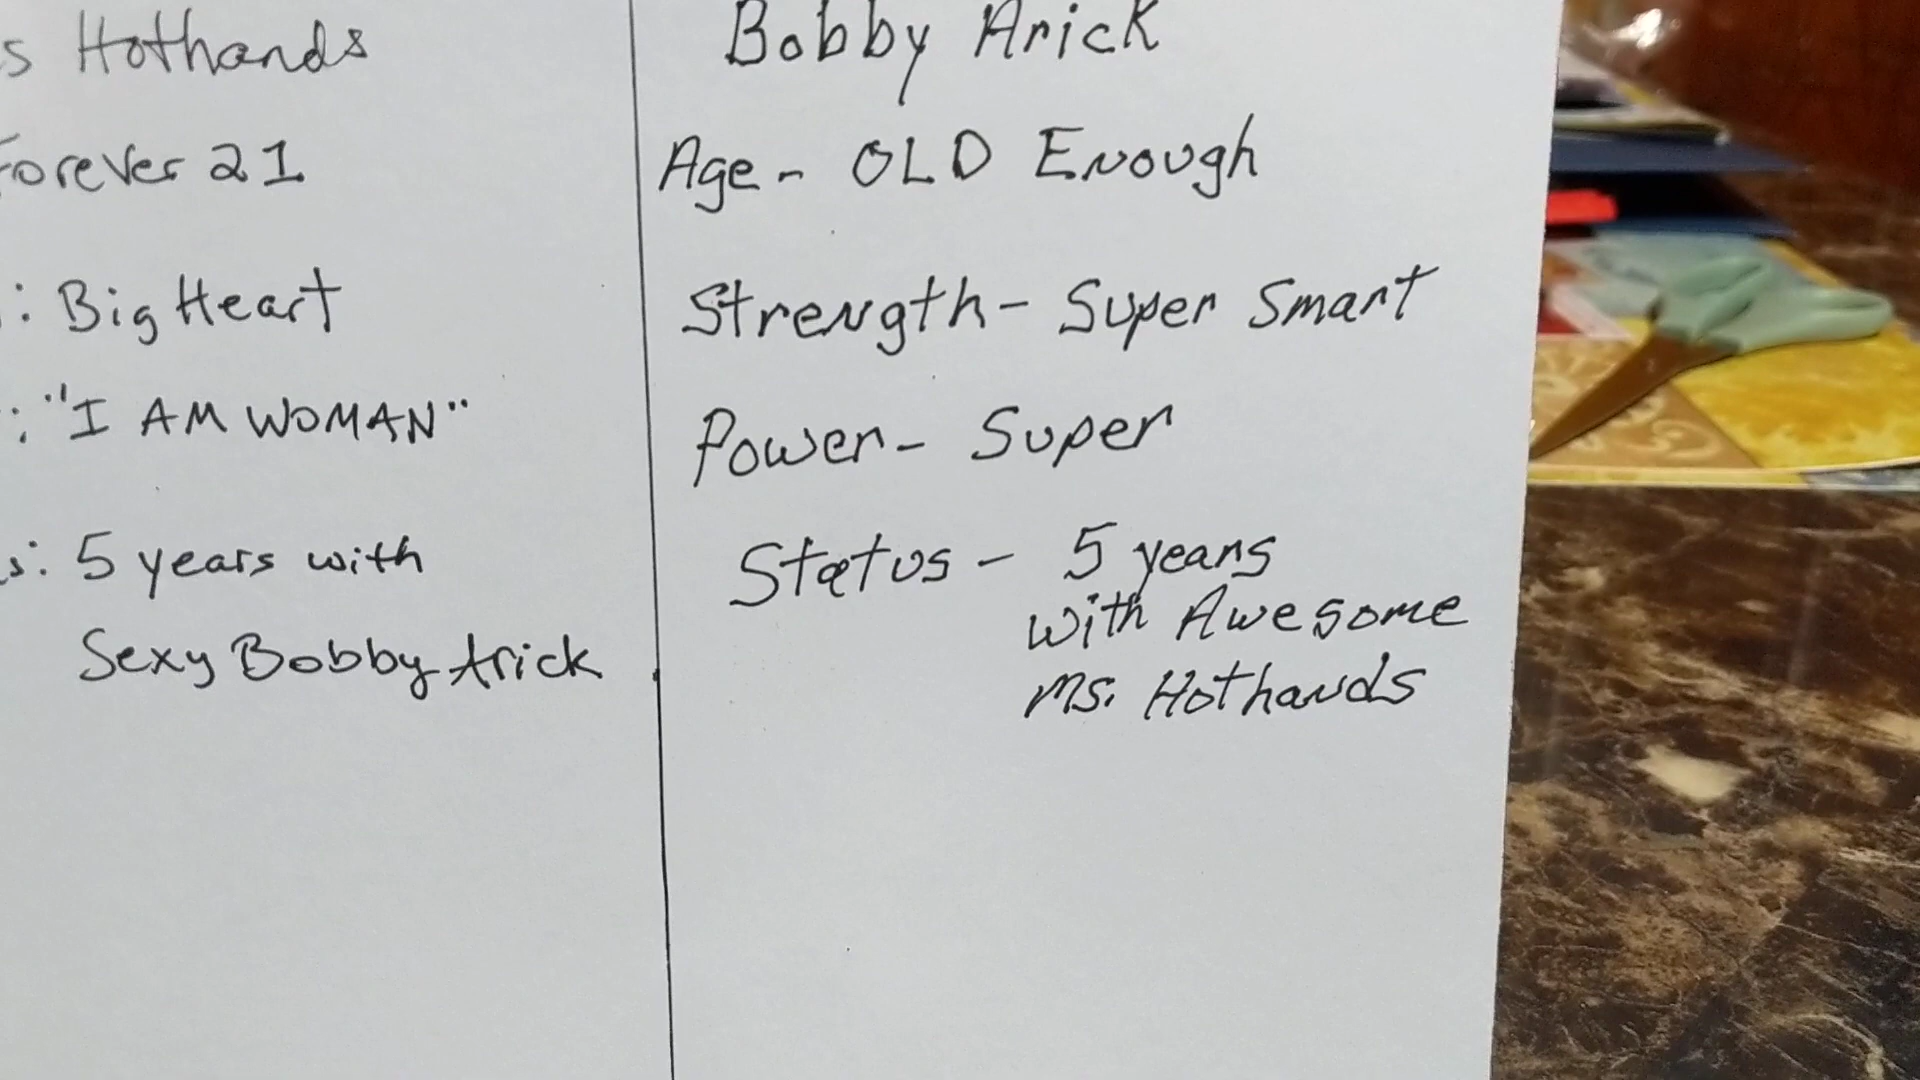 s Hothands
Forever 21
: Big Heart
: "I AM WOMAN"
s: 5 years with
Sexy Bobby Arick
Bobby Arick
Age - OLD Enough
Strength - Super Smart
Power - Super
Status - 5 years
with Awesome
Ms. Hothands